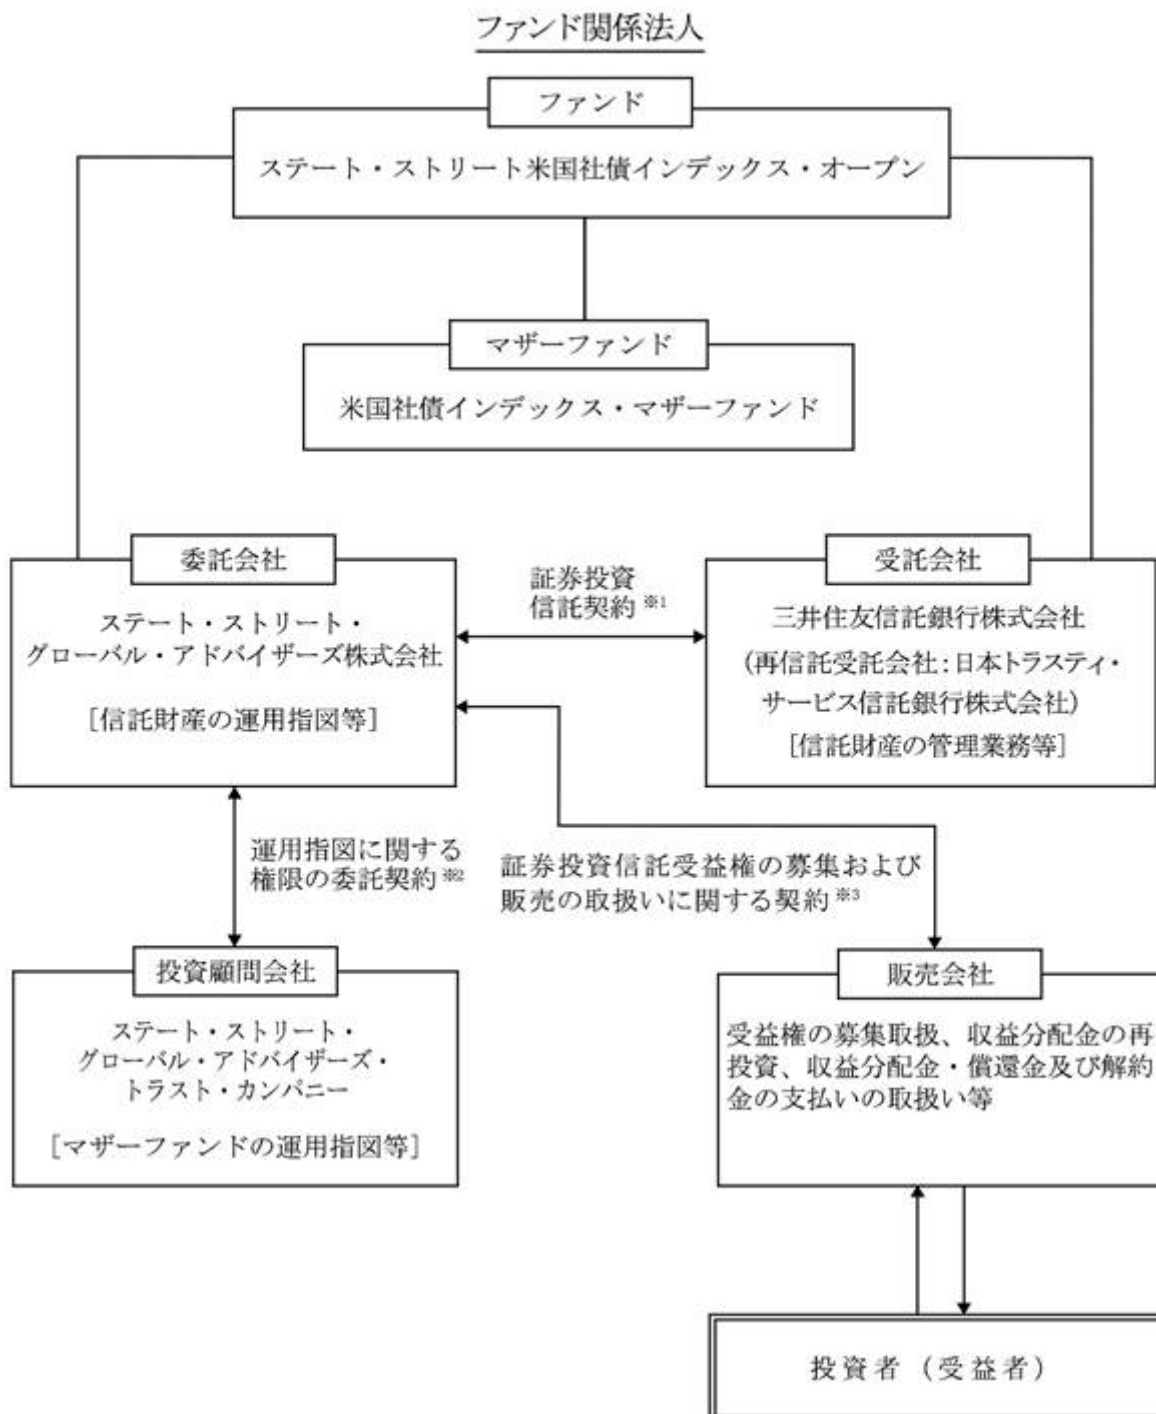 ファンド関係法人
ファンド
ステート・ストリート米国社債インデックス・オープン
マザーファンド
米国社債インデックス・マザーファンド
委託会社
ステート・ストリート・
グローバル・アドバイザーズ株式会社
[信託財産の運用指図等]
証券投資
信託契約※1
受託会社
三井住友信託銀行株式会社
(再信託受託会社:日本トラスティ・
サービス信託銀行株式会社)
[信託財産の管理業務等]
運用指図に関する
権限の委託契約※2
証券投資信託受益権の募集および
販売の取扱いに関する契約※3
投資顧問会社
ステート・ストリート・
グローバル・アドバイザーズ・
トラスト・カンパニー
[マザーファンドの運用指図等]
販売会社
受益権の募集取扱、収益分配金の再
投資、収益分配金・償還金及び解約
金の支払いの取扱い等
投資者（受益者）